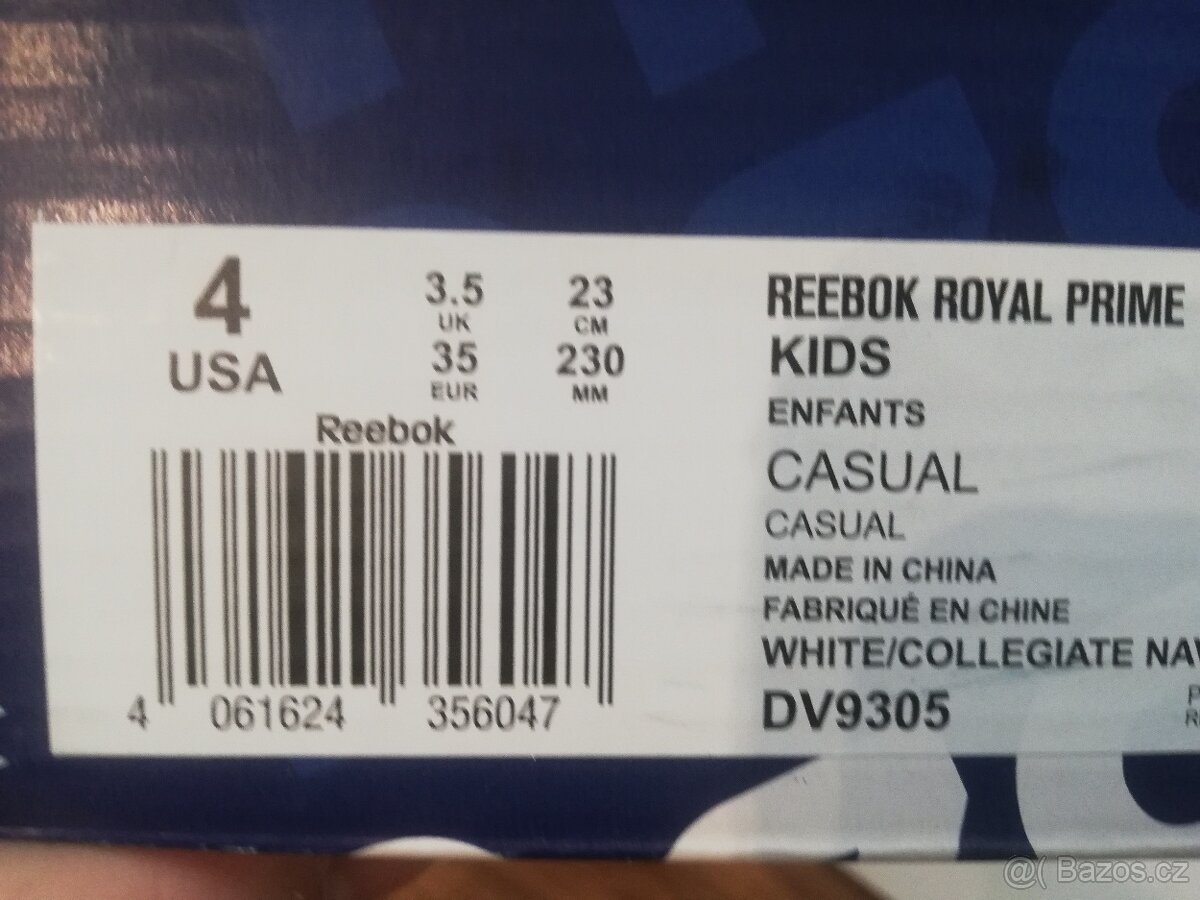 4
USA
3.5
UK
35
EUR
23
CM
230
MM
Reebok
4 061624 356047
REEBOK ROYAL PRIME
KIDS
ENFANTS
CASUAL
CASUAL
MADE IN CHINA
FABRIQUÉ EN CHINE
WHITE/COLLEGIATE NAV
DV9305
@( Bazos.cz